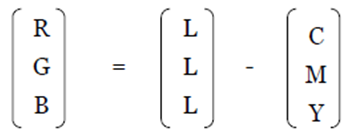 R L C
G = L - M
B L Y